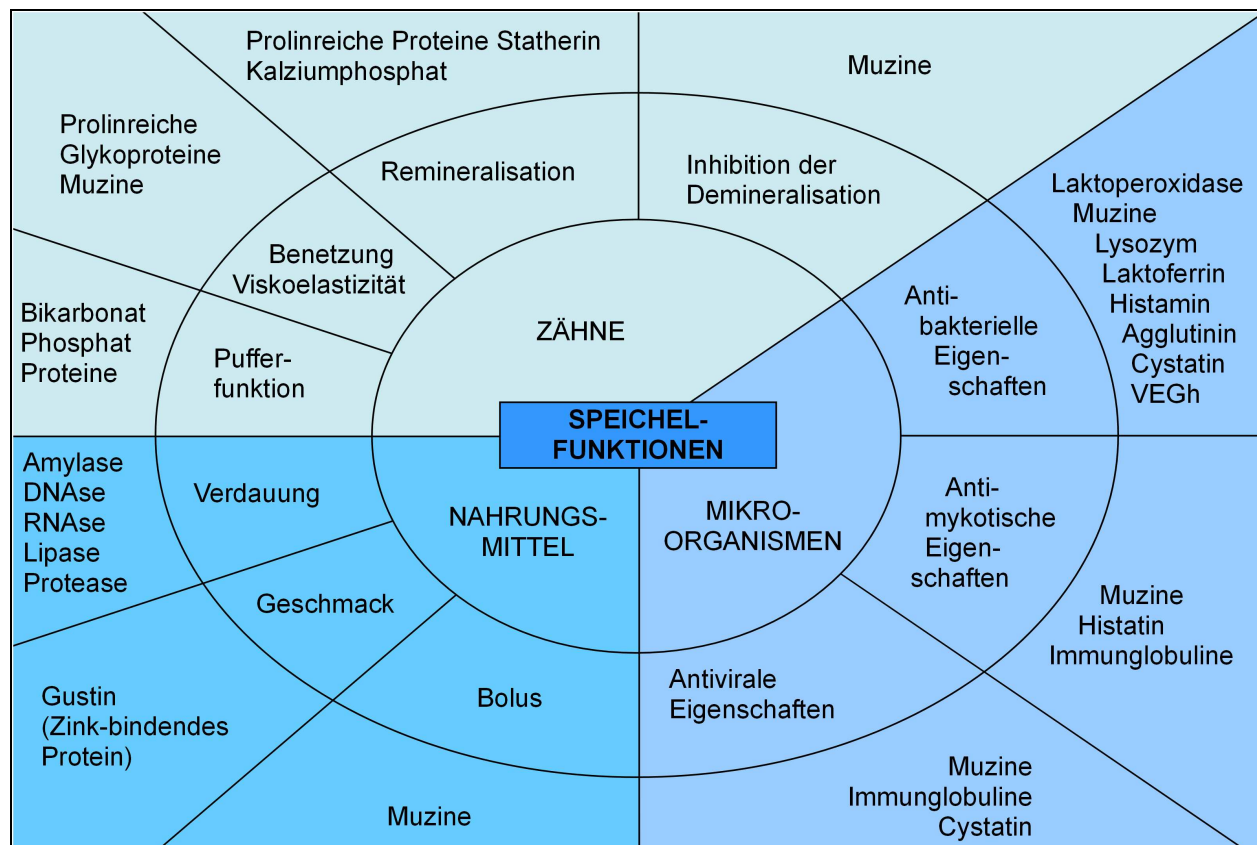 Prolinreiche Proteine Statherin
Kalziumphosphat
Muzine
Prolinreiche
Glykoproteine
Muzine
Remineralisation
Inhibition der
Demineralisation
Laktoperoxidase
Muzine
Lysozym
Laktoferrin
Histamin
Agglutinin
Cystatin
VEGh
Benetzung
Viskoelastizität
Bikarbonat
Phosphat
Proteine
Puffer-
funktion
ZÄHNE
Anti-
bakterielle
Eigen-
schaften
SPEICHEL-
FUNKTIONEN
Amylase
DNAse
RNAse
Lipase
Protease
Verdauung
NAHRUNGS-
MITTEL
MIKRO-
ORGANISMEN
Anti-
mykotische
Eigen-
schaften
Geschmack
Muzine
Histatin
Immunglobuline
Gustin
(Zink-bindendes
Protein)
Bolus
Antivirale
Eigenschaften
Muzine
Muzine
Immunglobuline
Cystatin